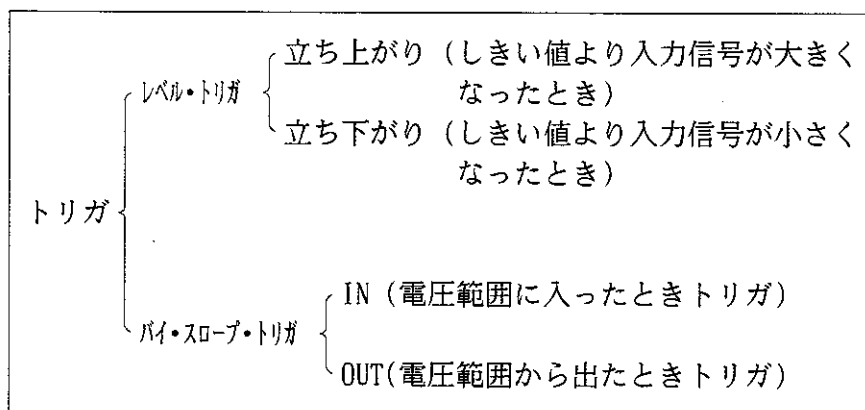 立ち上がり（しきい値より入力信号が大きく
なったとき）
レベル・トリガ
立ち下がり（しきい値より入力信号が小さく
なったとき）
トリガ
IN（電圧範囲に入ったときトリガ）
バイ・スロープ・トリガ
OUT(電圧範囲から出たときトリガ）